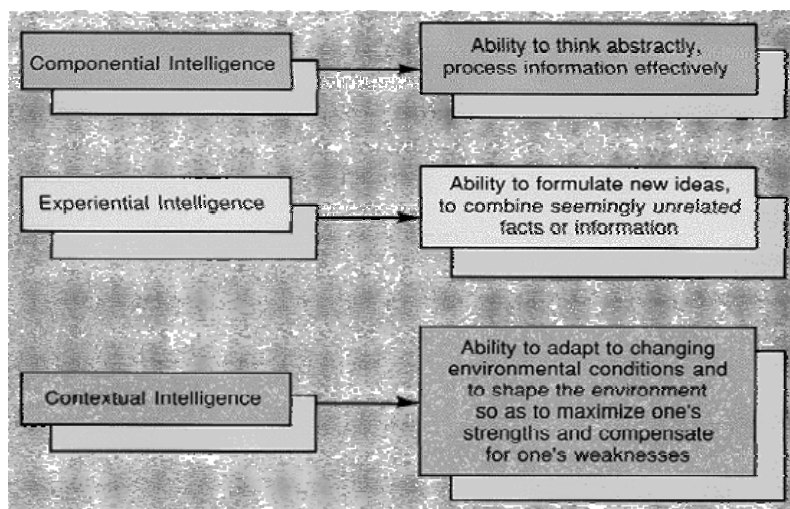 Componential Intelligence
Ability to think abstractly,
process information effectively
Experiential Intelligence
Ability to formulate new ideas,
to combine seemingly unrelated
facts or information
Contextual Intelligence
Ability to adapt to changing
environmental conditions and
to shape the environment
so as to maximize one's
strengths and compensate
for one's weaknesses